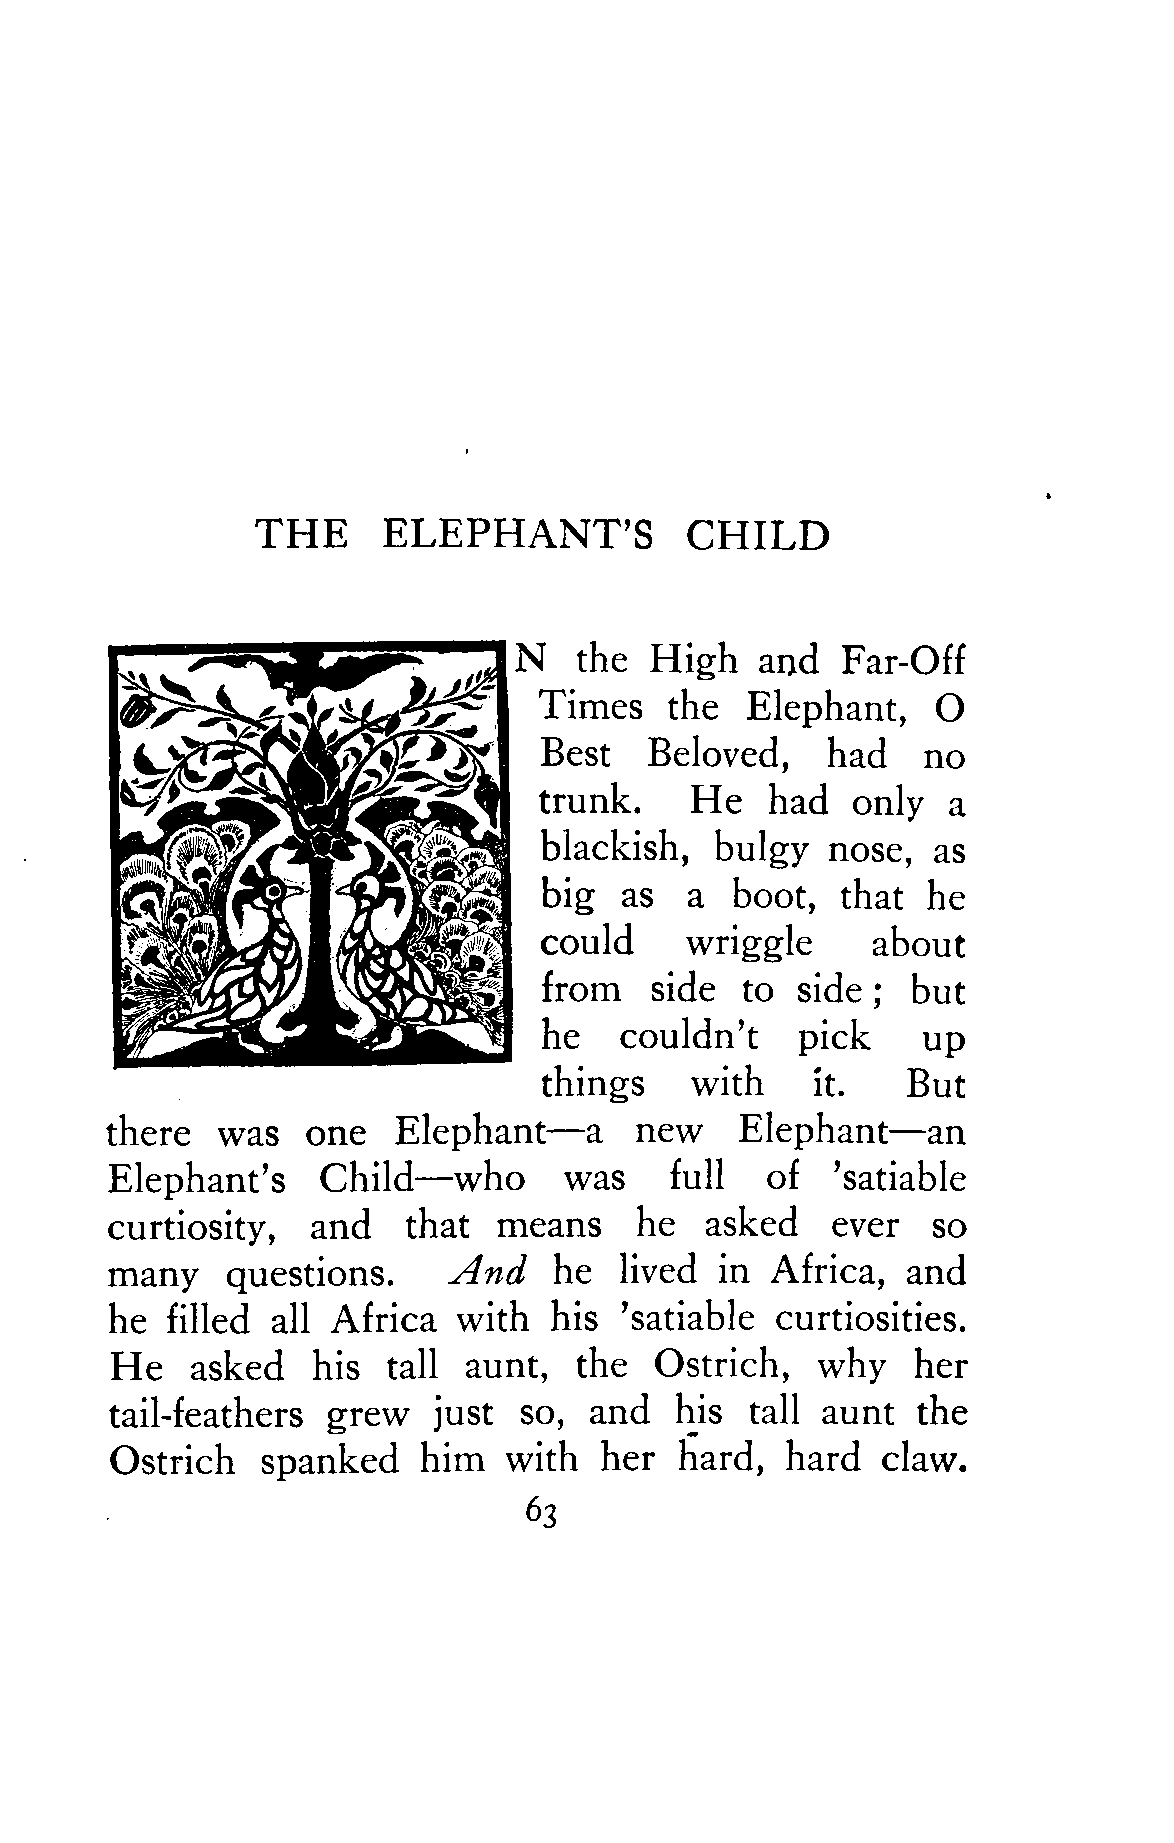 THE ELEPHANT'S CHILD
IN the High and Far-Off
Times the Elephant, O
Best Beloved, had no
trunk. He had only a
blackish, bulgy nose, as
big as a boot, that he
could wriggle about
from side to side ; but
he couldn't pick up
things with it. But
there was one Elephant—a new Elephant—an
Elephant's Child—who was full of 'satiable
curtiosity, and that means he asked ever so
many questions. And he lived in Africa, and
he filled all Africa with his 'satiable curtiosities.
He asked his tall aunt, the Ostrich, why her
tail-feathers grew just so, and his tall aunt the
Ostrich spanked him with her hard, hard claw.
63